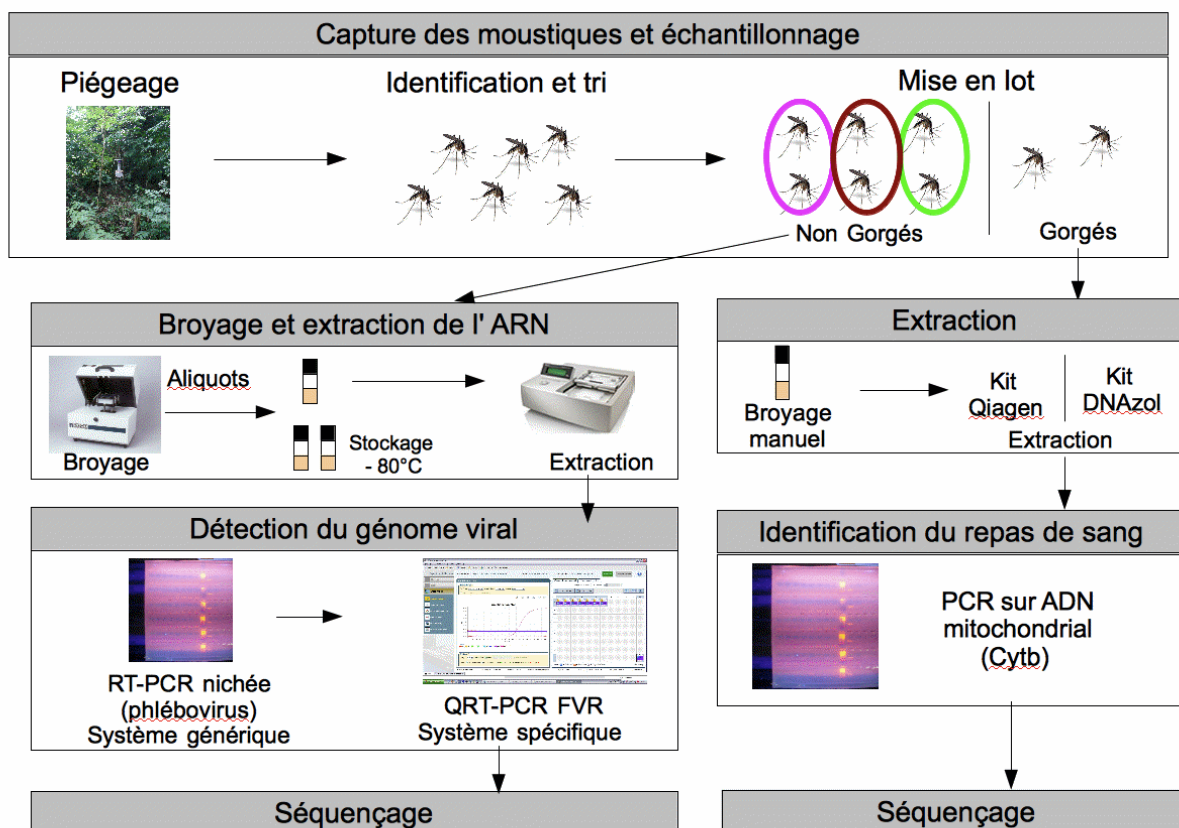 Capture des moustiques et échantillonnage
Piégeage
Identification et tri
Mise en lot
Non Gorgés
Gorgés
Broyage et extraction de l' ARN
Aliquots
Broyage
Stockage
- 80°C
Extraction
Extraction
Broyage
manuel
Kit
Qiagen
Kit
DNAzol
Extraction
Détection du génome viral
RT-PCR nichée
(phlébovirus)
Système générique
QRT-PCR FVR
Système spécifique
Identification du repas de sang
PCR sur ADN
mitochondrial
(Cytb)
Séquençage
Séquençage